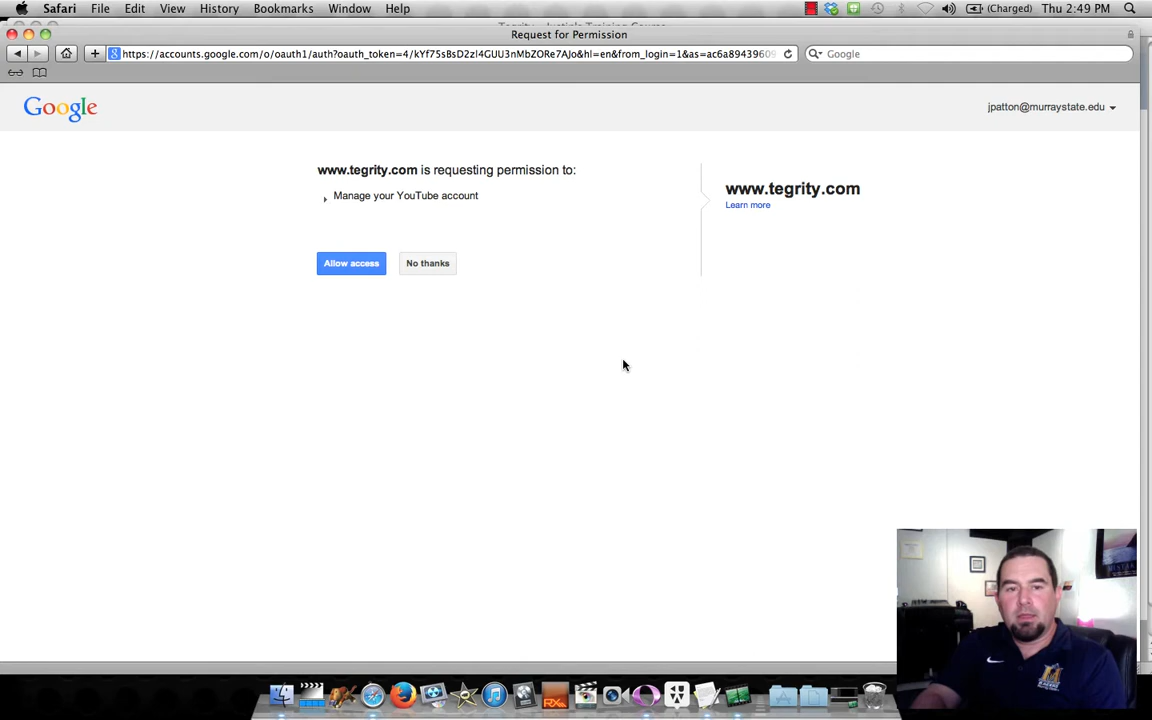 Safari File Edit View History Bookmarks Window Help (Charged) Thu 2:49 PM
Request for Permission
https://accounts.google.com/o/oauth1/auth?oauth_token=4/kYf75sBsD2zI4GUU3nMbZORe7AJo&hl=en&from_login=1&as=ac6a89439609 Google
Google jpatton@murraystate.edu
www.tegrity.com is requesting permission to:
Manage your YouTube account
www.tegrity.com
Learn more
Allow access No thanks